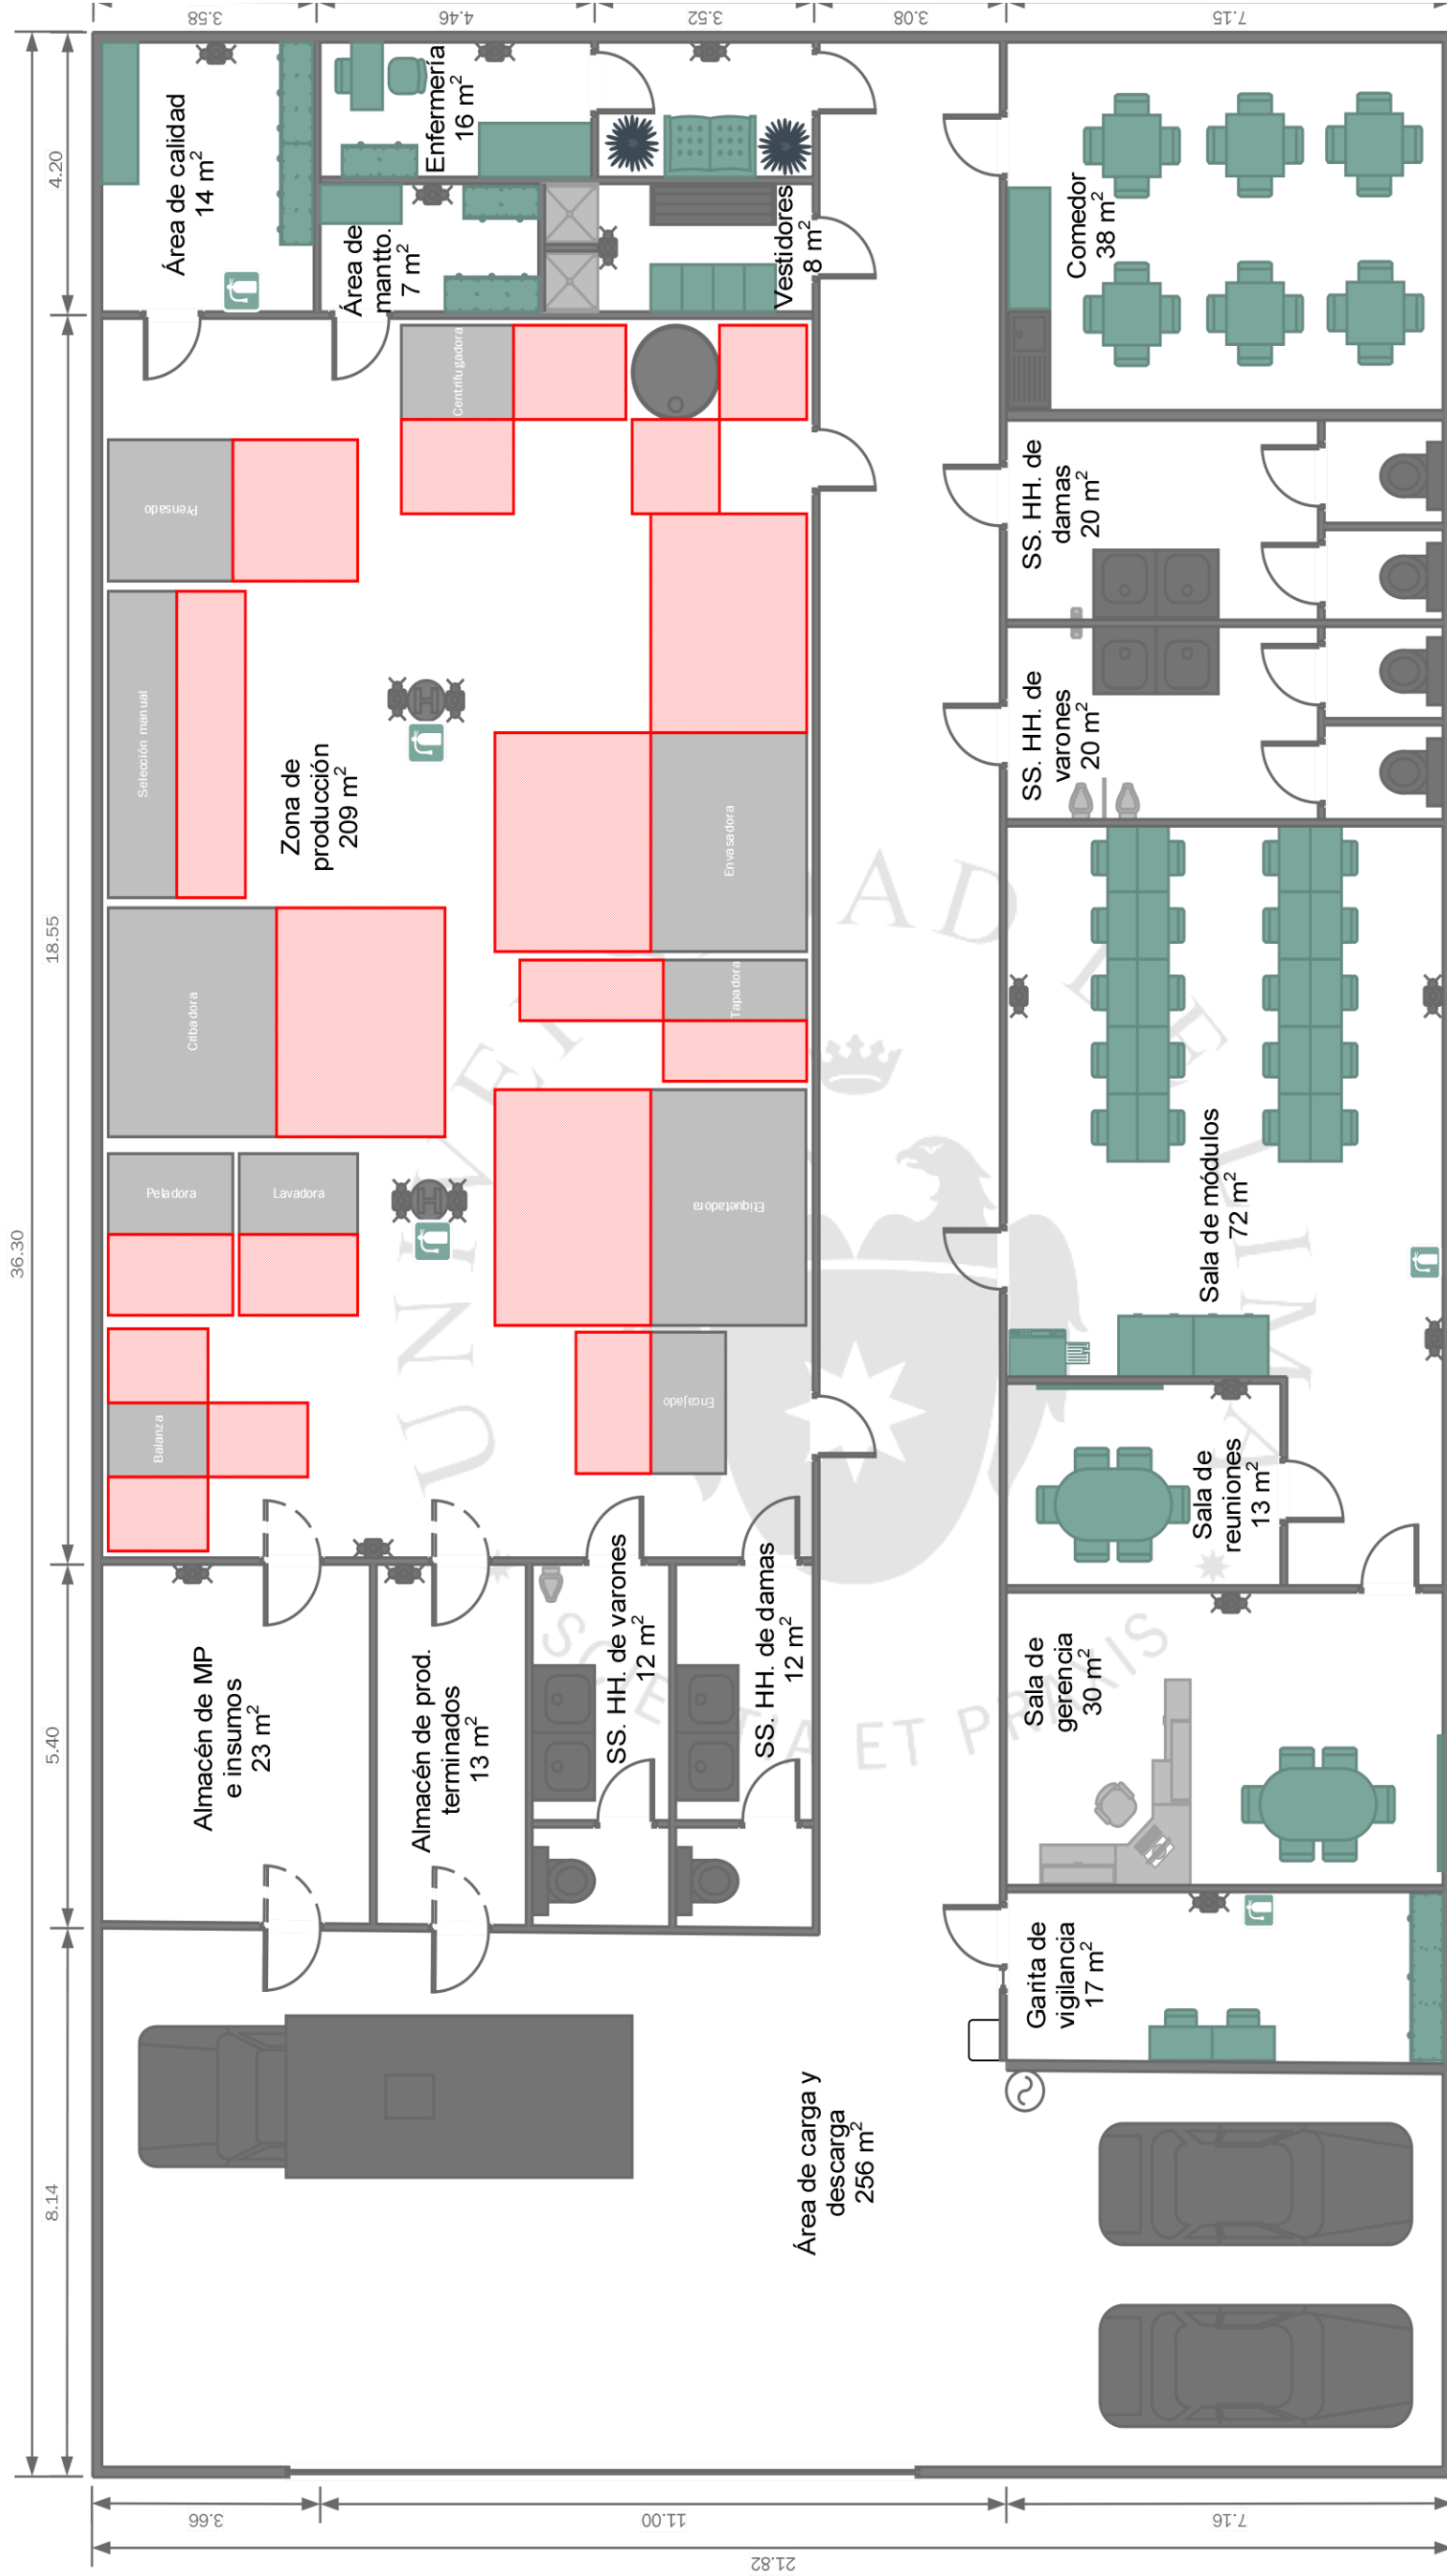 3.58
4.46
3.52
3.08
7.15
4.20
18.55
36.30
5.40
8.14
3.66
11.00
7.16
21.82
Área de calidad
14 m²
Enfermería
16 m²
Área de
mantto.
7 m²
Vestidores
8 m²
Comedor
38 m²
Centrifugadora
Prensado
Selección manual
Zona de
producción
209 m²
Envasadora
Cribadora
Tapadora
Peladora
Lavadora
Etiquetadora
Balanza
Encajado
SS. HH. de
damas
20 m²
SS. HH. de
varones
20 m²
Sala de módulos
72 m²
Sala de
reuniones
13 m²
Almacén de MP
e insumos
23 m²
Almacén de prod.
terminados
13 m²
SS. HH. de varones
12 m²
SS. HH. de damas
12 m²
Sala de
gerencia
30 m²
Garita de
vigilancia
17 m²
Área de carga y
descarga
256 m²
UNIVERSIDAD DE LIMA
SCIENTIA ET PRAXIS